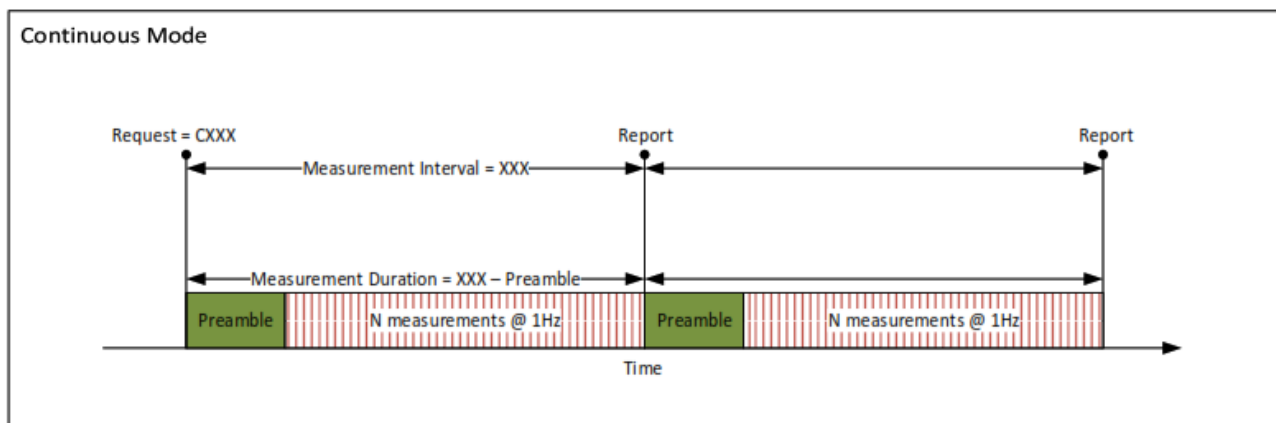 Continuous Mode
Request = CXXX
Report
Report
Measurement Interval = XXX
Measurement Duration = XXX – Preamble
Preamble
N measurements @ 1Hz
Preamble
N measurements @ 1Hz
Time